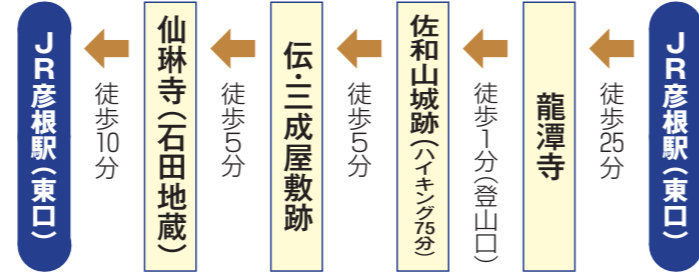 JR彦根駅(東口)
徒歩25分
龍潭寺
徒歩1分(登山口)
佐和山城跡(ハイキング75分)
徒歩5分
伝・三成屋敷跡
徒歩5分
仙琳寺(石田地蔵)
徒歩10分
JR彦根駅(東口)